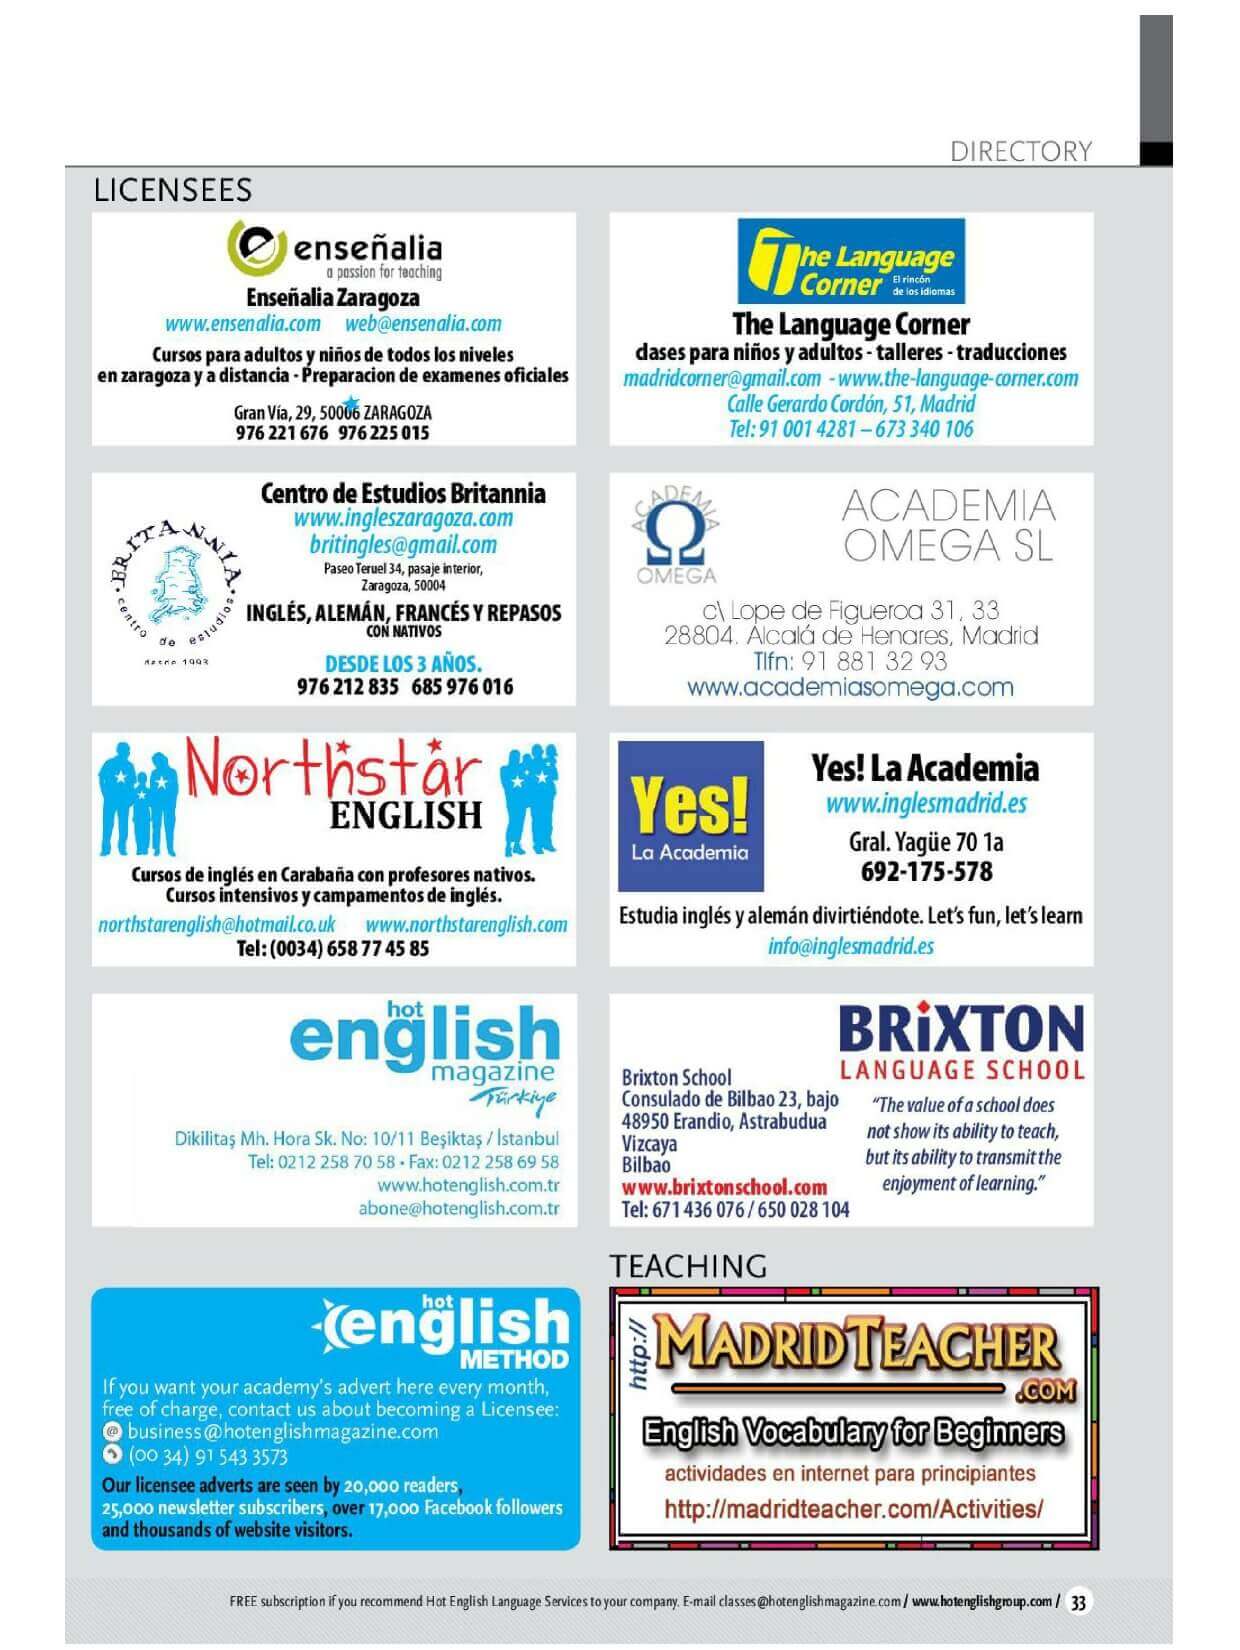 DIRECTORY
LICENSEES
enseñalia
a passion for teaching
Enseñalia Zaragoza
www.ensenalia.com web@ensenalia.com
Cursos para adultos y niños de todos los niveles
en zaragoza y a distancia - Preparacion de examenes oficiales
Gran Vía, 29, 50006 ZARAGOZA
976 221 676 976 225 015
The Language
Corner El rincón
de los idiomas
The Language Corner
clases para niños y adultos - talleres - traducciones
madridcorner@gmail.com - www.the-language-corner.com
Calle Gerardo Cordón, 51, Madrid
Tel: 91 001 4281 – 673 340 106
BRITANNIA
centro de estudios
desde 1993
Centro de Estudios Britannia
www.ingleszaragoza.com
britingles@gmail.com
Paseo Teruel 34, pasaje interior,
Zaragoza, 50004
INGLÉS, ALEMÁN, FRANCÉS Y REPASOS
CON NATIVOS
DESDE LOS 3 AÑOS.
976 212 835 685 976 016
ACADEMIA
Ω
OMEGA
ACADEMIA
OMEGA SL
c\ Lope de Figueroa 31, 33
28804. Alcalá de Henares, Madrid
Tlfn: 91 881 32 93
www.academiasomega.com
Northstar
ENGLISH
Cursos de inglés en Carabaña con profesores nativos.
Cursos intensivos y campamentos de inglés.
northstarenglish@hotmail.co.uk www.northstarenglish.com
Tel: (0034) 658 77 45 85
Yes!
La Academia
Yes! La Academia
www.inglesmadrid.es
Gral. Yagüe 70 1a
692-175-578
Estudia inglés y alemán divirtiéndote. Let's fun, let's learn
info@inglesmadrid.es
hot
english
magazine
Türkiye
Dikilitaş Mh. Hora Sk. No: 10/11 Beşiktaş / İstanbul
Tel: 0212 258 70 58 • Fax: 0212 258 69 58
www.hotenglish.com.tr
abone@hotenglish.com.tr
BRiXTON
LANGUAGE SCHOOL
Brixton School
Consulado de Bilbao 23, bajo
48950 Erandio, Astrabudua
Vizcaya
Bilbao
www.brixtonschool.com
Tel: 671 436 076 / 650 028 104
“The value of a school does
not show its ability to teach,
but its ability to transmit the
enjoyment of learning.”
hot
english
METHOD
If you want your academy's advert here every month,
free of charge, contact us about becoming a Licensee:
@ business@hotenglishmagazine.com
(00 34) 91 543 3573
Our licensee adverts are seen by 20,000 readers,
25,000 newsletter subscribers, over 17,000 Facebook followers
and thousands of website visitors.
TEACHING
http://
MADRIDTEACHER
.COM
English Vocabulary for Beginners
actividades en internet para principiantes
http://madridteacher.com/Activities/
FREE subscription if you recommend Hot English Language Services to your company. E-mail classes@hotenglishmagazine.com / www.hotenglishgroup.com / 33